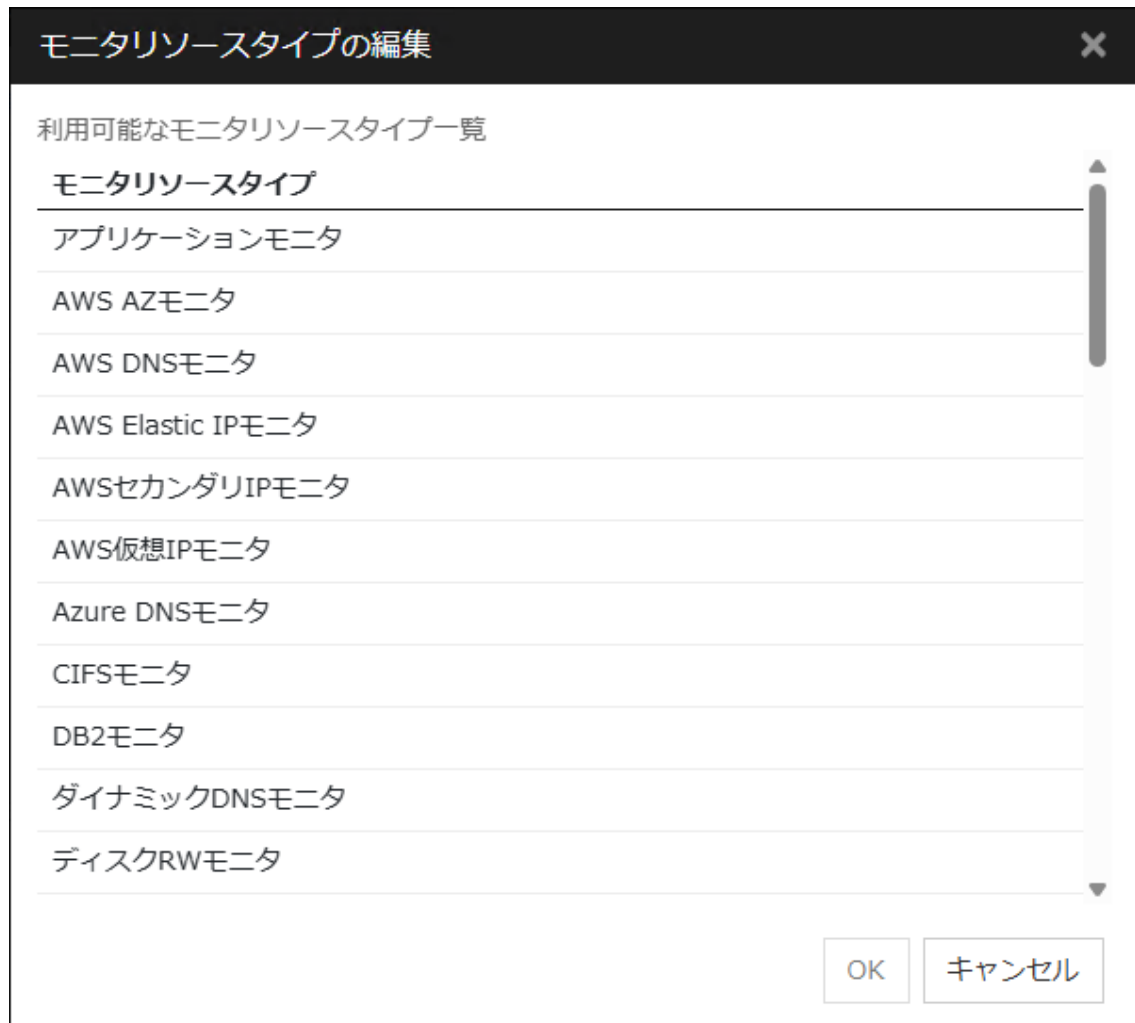 モニタリソースタイプの編集
利用可能なモニタリソースタイプ一覧
モニタリソースタイプ
アプリケーションモニタ
AWS AZモニタ
AWS DNSモニタ
AWS Elastic IPモニタ
AWSセカンダリIPモニタ
AWS仮想IPモニタ
Azure DNSモニタ
CIFSモニタ
DB2モニタ
ダイナミックDNSモニタ
ディスクRWモニタ
OK キャンセル